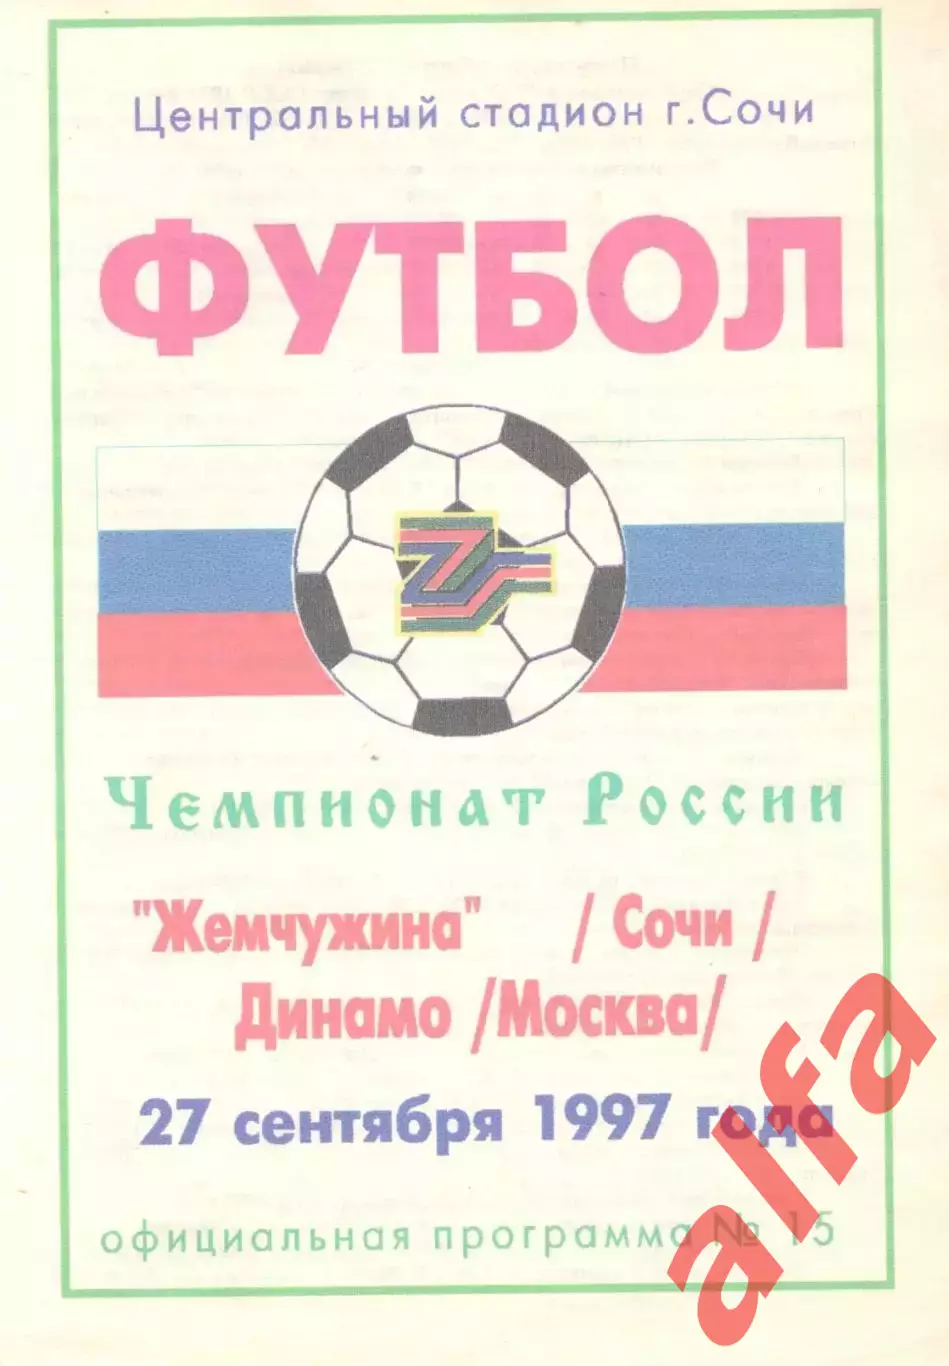 Центральный стадион г.Сочи
ФУТБОЛ
Чемпионат России
"Жемчужина" /Сочи/
Динамо /Москва/
27 сентября 1997 года
официальная программа № 15
alfa